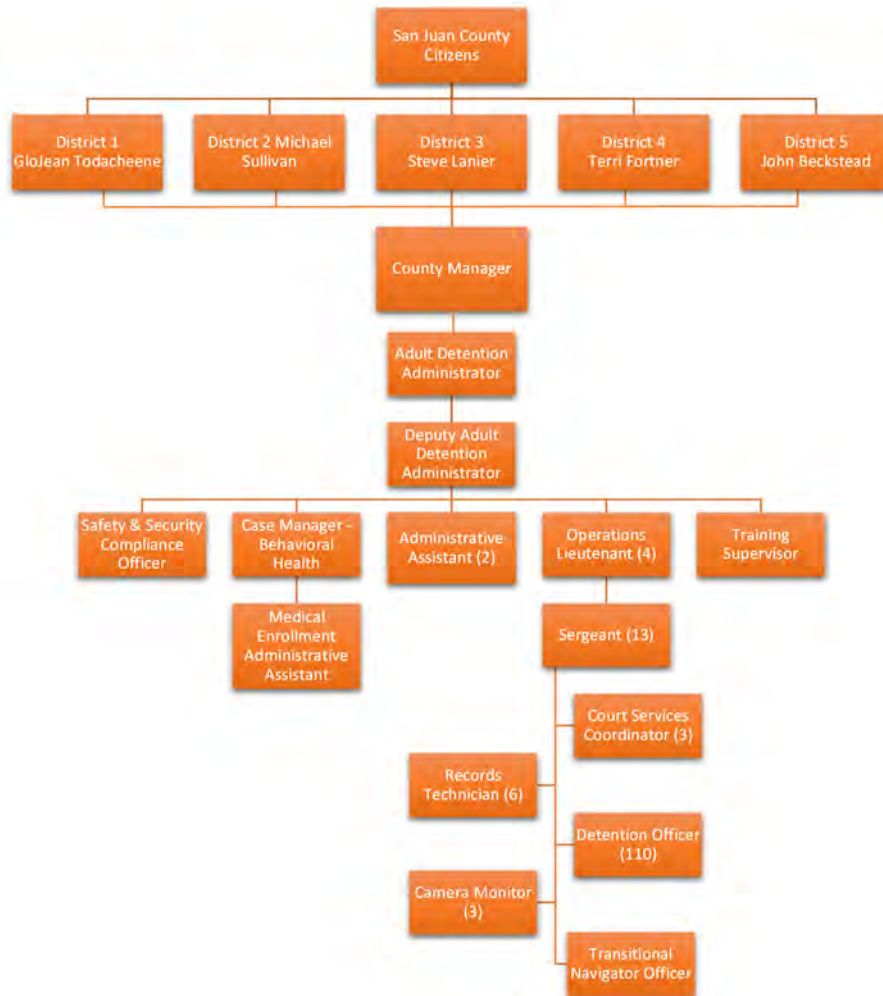 San Juan County
Citizens
District 1
GloJean Todacheene
District 2 Michael
Sullivan
District 3
Steve Lanier
District 4
Terri Fortner
District 5
John Beckstead
County Manager
Adult Detention
Administrator
Deputy Adult
Detention
Administrator
Safety & Security
Compliance
Officer
Case Manager -
Behavioral
Health
Administrative
Assistant (2)
Operations
Lieutenant (4)
Training
Supervisor
Medical
Enrollment
Administrative
Assistant
Sergeant (13)
Court Services
Coordinator (3)
Records
Technician (6)
Detention Officer
(110)
Camera Monitor
(3)
Transitional
Navigator Officer